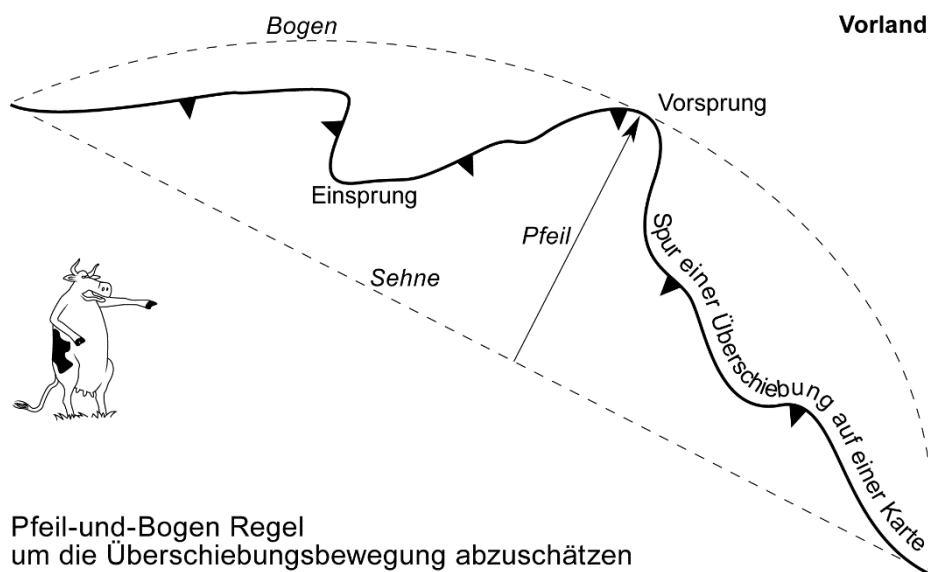 Bogen
Vorland
Vorsprung
Einsprung
Pfeil
Sehne
Spur einer Überschiebung auf einer Karte
Pfeil-und-Bogen Regel
um die Überschiebungsbewegung abzuschätzen